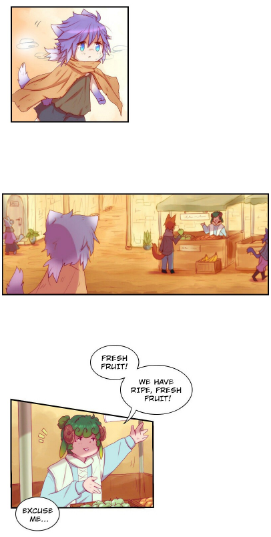 FRESH
FRUIT!
WE HAVE
RIPE, FRESH
FRUIT!
EXCUSE
ME...